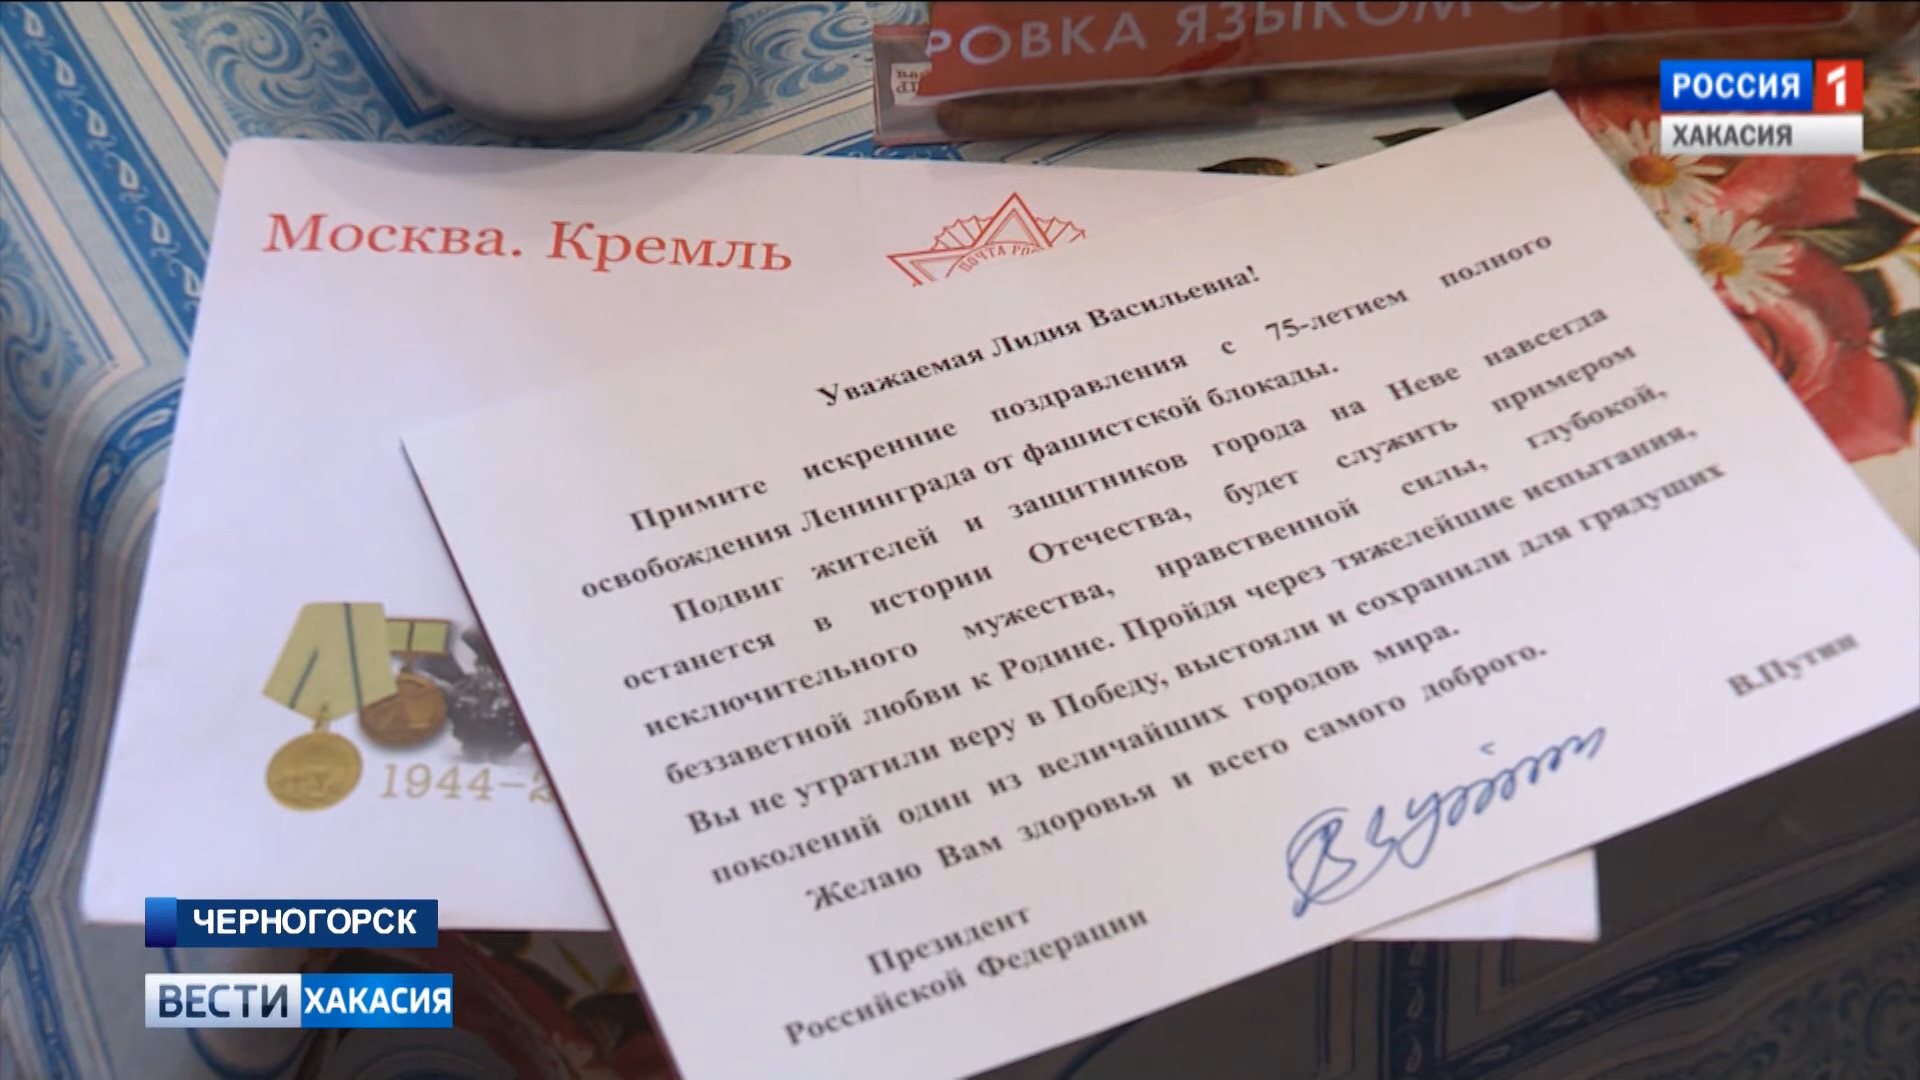 РОВКА ЯЗЫКОМ
РОССИЯ 1
ХАКАСИЯ
Москва. Кремль
ПОЧТА
Уважаемая Лидия Васильевна!
Примите искренние поздравления с 75-летием полного
освобождения Ленинграда от фашистской блокады.
Подвиг жителей и защитников города на Неве навсегда
останется в истории Отечества, будет служить примером
исключительного мужества, нравственной силы, глубокой,
беззаветной любви к Родине. Пройдя через тяжелейшие испытания,
Вы не утратили веру в Победу, выстояли и сохранили для грядущих
поколений один из величайших городов мира.
Желаю Вам здоровья и всего самого доброго.
Президент
Российской Федерации
В.Путин
1944-2
ЧЕРНОГОРСК
ВЕСТИ ХАКАСИЯ